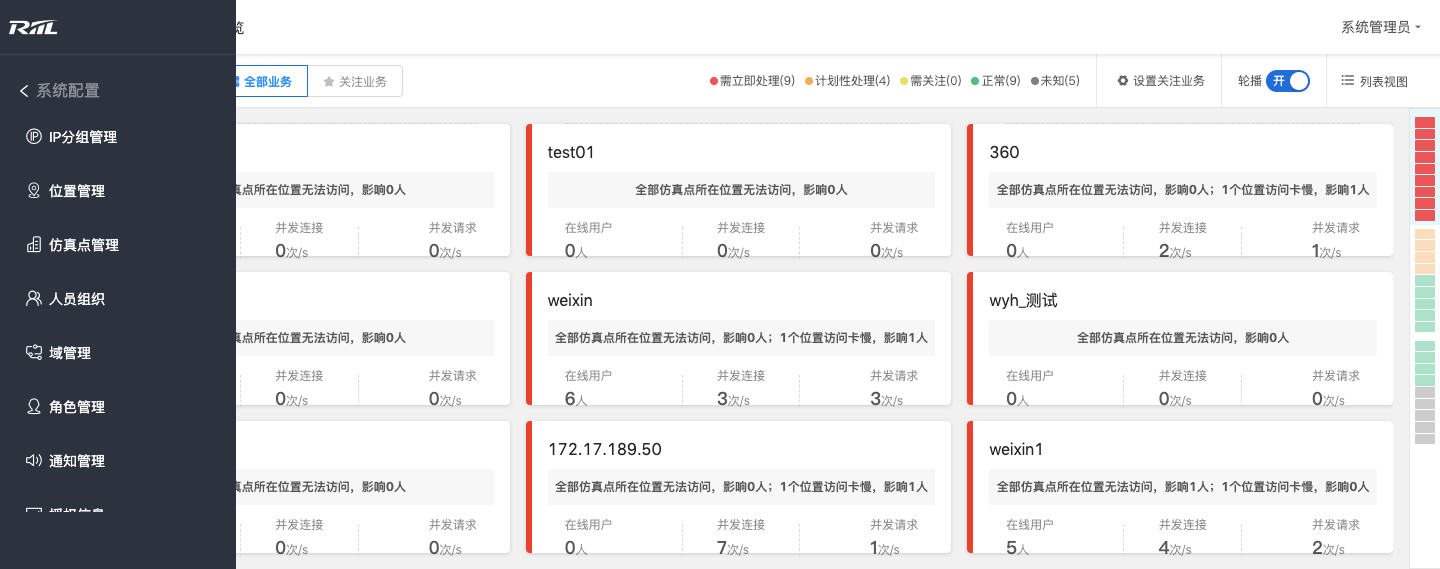 RIIL
览
系统管理员
系统配置
IP分组管理
位置管理
仿真点管理
人员组织
域管理
角色管理
通知管理
授权信息
全部业务
关注业务
需立即处理(9)
计划性处理(4)
需关注(0)
正常(9)
未知(5)
设置关注业务
轮播
开
列表视图
真点所在位置无法访问，影响0人
并发连接
并发请求
0次/s
0次/s
test01
全部仿真点所在位置无法访问，影响0人
在线用户
并发连接
并发请求
0人
0次/s
0次/s
360
全部仿真点所在位置无法访问，影响0人；1个位置访问卡慢，影响1人
在线用户
并发连接
并发请求
0人
2次/s
1次/s
真点所在位置无法访问，影响0人
并发连接
并发请求
0次/s
0次/s
weixin
全部仿真点所在位置无法访问，影响0人；1个位置访问卡慢，影响1人
在线用户
并发连接
并发请求
6人
3次/s
3次/s
wyh_测试
全部仿真点所在位置无法访问，影响0人
在线用户
并发连接
并发请求
0人
0次/s
0次/s
真点所在位置无法访问，影响0人
并发连接
并发请求
0次/s
0次/s
172.17.189.50
全部仿真点所在位置无法访问，影响0人；1个位置访问卡慢，影响1人
在线用户
并发连接
并发请求
0人
7次/s
1次/s
weixin1
全部仿真点所在位置无法访问，影响1人；1个位置访问卡慢，影响0人
在线用户
并发连接
并发请求
5人
4次/s
2次/s